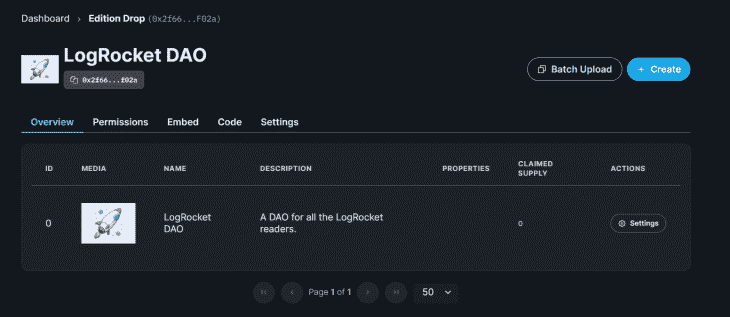 Dashboard > Edition Drop (0x2f66...F02a)
LogRocket DAO
0x2f66...f02a
Batch Upload
+ Create
Overview Permissions Embed Code Settings
ID MEDIA NAME DESCRIPTION PROPERTIES CLAIMED SUPPLY ACTIONS
0 LogRocket DAO A DAO for all the LogRocket readers. 0 Settings
Page 1 of 1 50